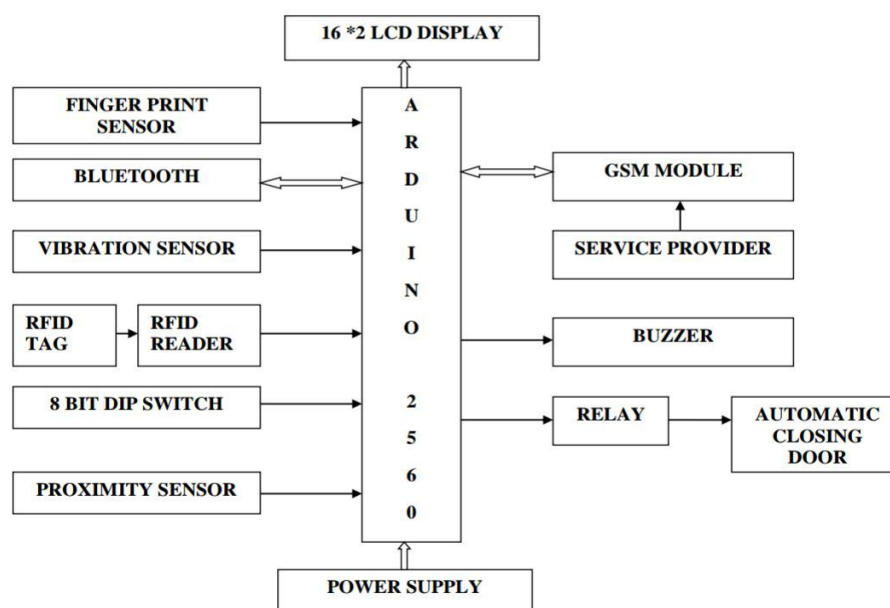 16 *2 LCD DISPLAY
FINGER PRINT
SENSOR
BLUETOOTH
VIBRATION SENSOR
RFID
TAG
RFID
READER
8 BIT DIP SWITCH
PROXIMITY SENSOR
A
R
D
U
I
N
O
2
5
6
0
GSM MODULE
SERVICE PROVIDER
BUZZER
RELAY
AUTOMATIC
CLOSING
DOOR
POWER SUPPLY